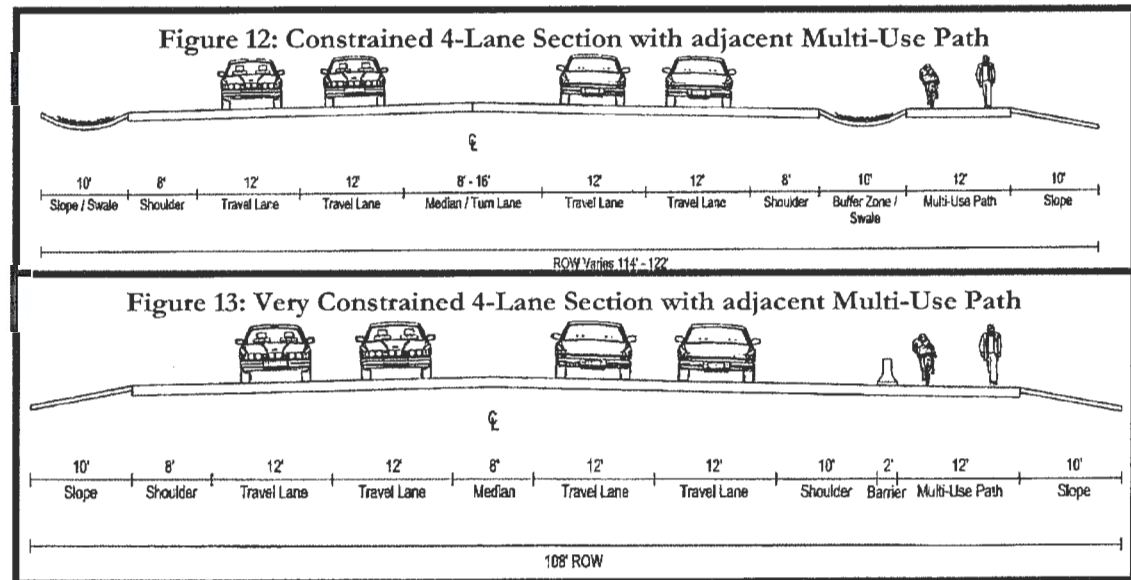 Figure 12: Constrained 4-Lane Section with adjacent Multi-Use Path
℄
10' 8' 12' 12' 8' - 16' 12' 12' 8' 10' 12' 10'
Slope / Swale Shoulder Travel Lane Travel Lane Median / Turn Lane Travel Lane Travel Lane Shoulder Buffer Zone / Multi-Use Path Slope
Swale
ROW Varies 114' - 122'
Figure 13: Very Constrained 4-Lane Section with adjacent Multi-Use Path
℄
10' 8' 12' 12' 8' 12' 12' 10' 2' 12' 10'
Slope Shoulder Travel Lane Travel Lane Median Travel Lane Travel Lane Shoulder Barrier Multi-Use Path Slope
108' ROW